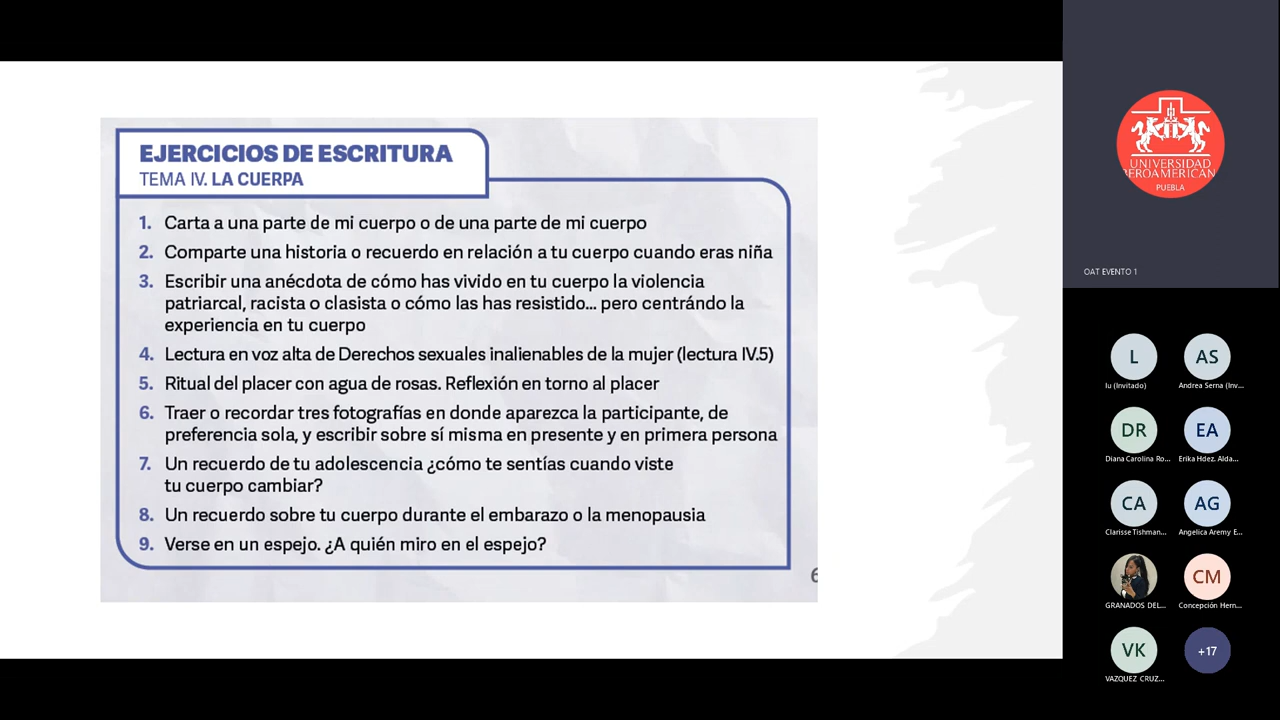 EJERCICIOS DE ESCRITURA
TEMA IV. LA CUERPA
1. Carta a una parte de mi cuerpo o de una parte de mi cuerpo
2. Comparte una historia o recuerdo en relación a tu cuerpo cuando eras niña
3. Escribir una anécdota de cómo has vivido en tu cuerpo la violencia
patriarcal, racista o clasista o cómo las has resistido... pero centrándo la
experiencia en tu cuerpo
4. Lectura en voz alta de Derechos sexuales inalienables de la mujer (lectura IV.5)
5. Ritual del placer con agua de rosas. Reflexión en torno al placer
6. Traer o recordar tres fotografías en donde aparezca la participante, de
preferencia sola, y escribir sobre sí misma en presente y en primera persona
7. Un recuerdo de tu adolescencia ¿cómo te sentías cuando viste
tu cuerpo cambiar?
8. Un recuerdo sobre tu cuerpo durante el embarazo o la menopausia
9. Verse en un espejo. ¿A quién miro en el espejo?
6
UNIVERSIDAD
IBEROAMERICANA
PUEBLA
OAT EVENTO 1
L
AS
lu (Invitado)
Andrea Serna (Inv...
DR
EA
Diana Carolina Ro...
Erika Hdez. Alda...
CA
AG
Clarisse Tishman...
Angelica Aremy E...
GRANADOS DEL...
CM
Concepción Hern...
VK
+17
VAZQUEZ CRUZ...